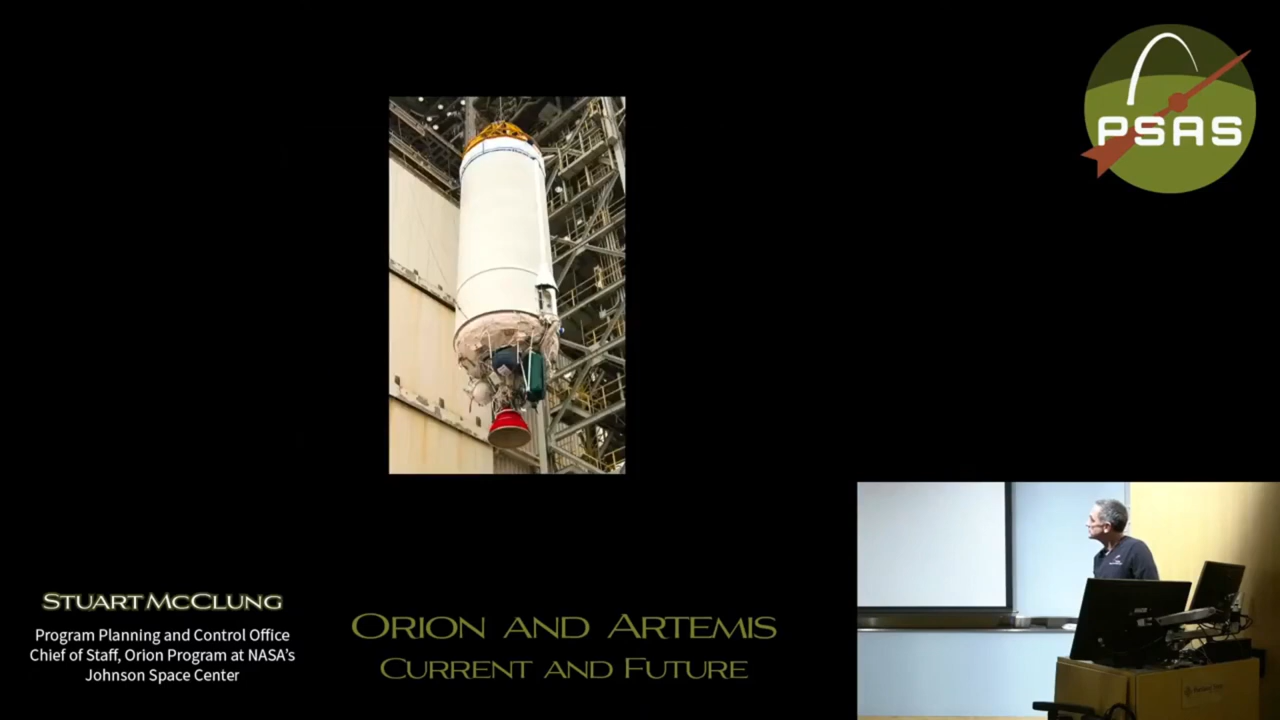 PSAS
STUART MCCLUNG
Program Planning and Control Office
Chief of Staff, Orion Program at NASA's
Johnson Space Center
ORION AND ARTEMIS
CURRENT AND FUTURE